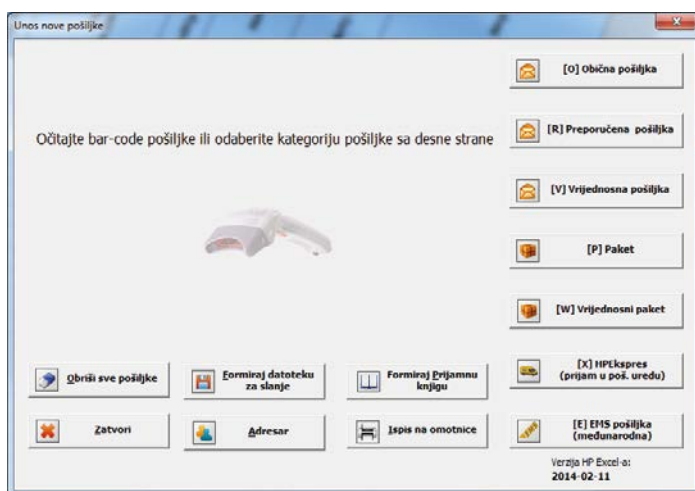 Unos nove pošiljke
[O] Obična pošiljka
Očitajte bar-code pošiljke ili odaberite kategoriju pošiljke sa desne strane
[R] Preporučena pošiljka
[V] Vrijednosna pošiljka
[P] Paket
[W] Vrijednosni paket
Obriši sve pošiljke
Formiraj datoteku
za slanje
Formiraj Prijamnu
knjigu
[X] HPEkspres
(prijam u poš. uredu)
Zatvori
Adresar
Ispis na omotnice
[E] EMS pošiljka
(međunarodna)
Verzija HP Excel-a:
2014-02-11